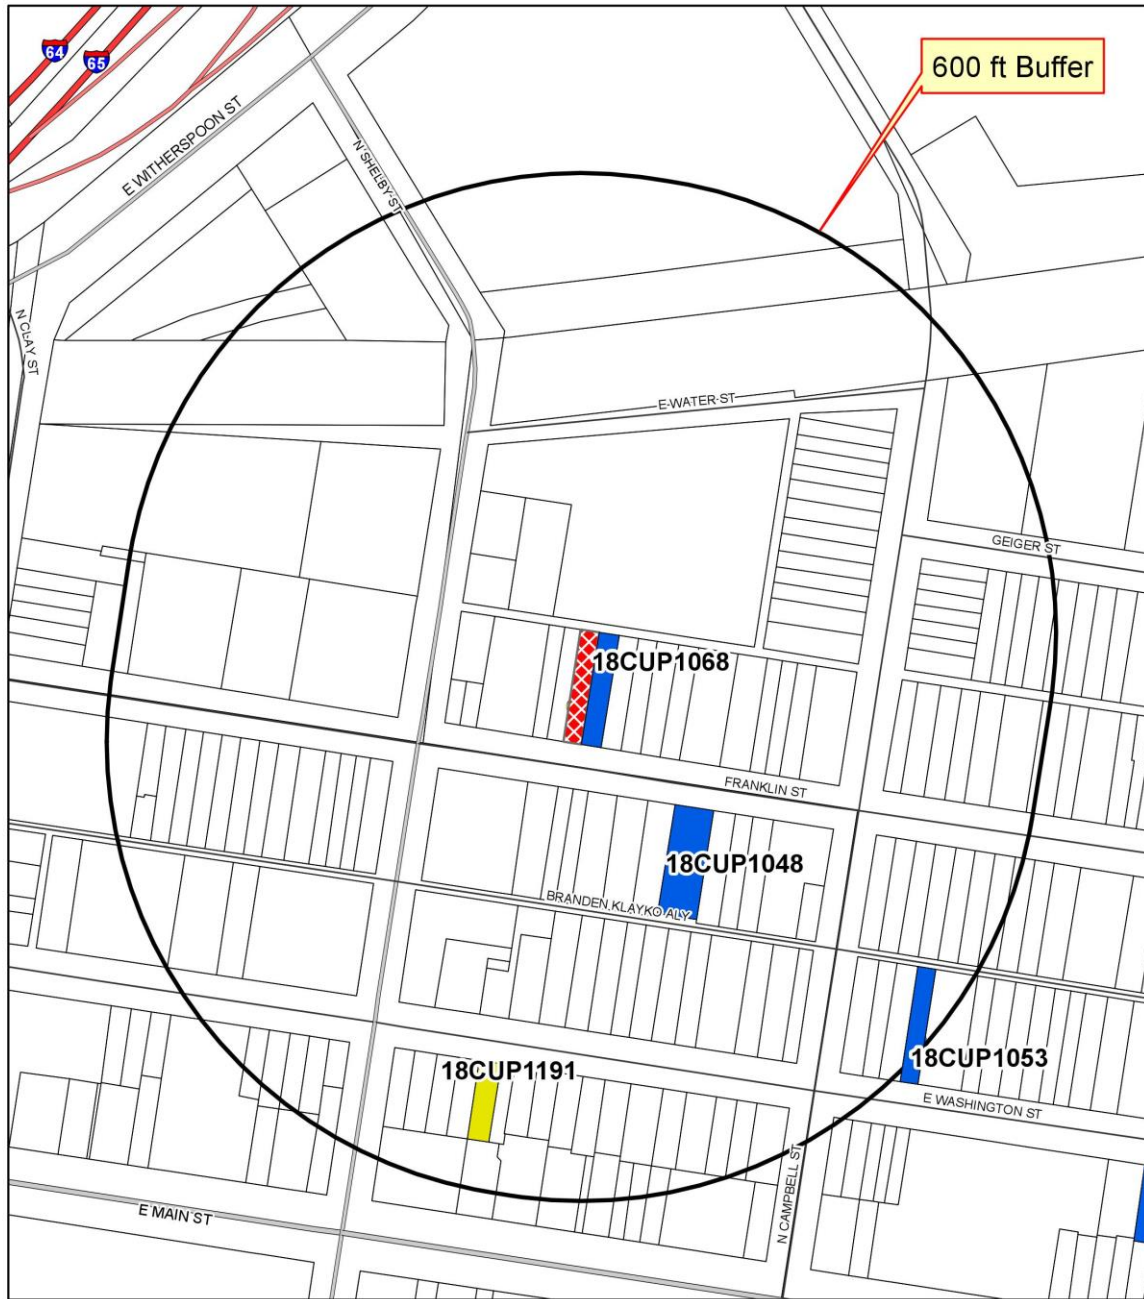 64
65
600 ft Buffer
E WITHERSPOON ST
N SHELBY ST
N CLAY ST
E WATER ST
GEIGER ST
18CUP1068
FRANKLIN ST
18CUP1048
BRANDEN KLAYKO ALY
18CUP1053
18CUP1191
E WASHINGTON ST
N CAMPBELL ST
E MAIN ST